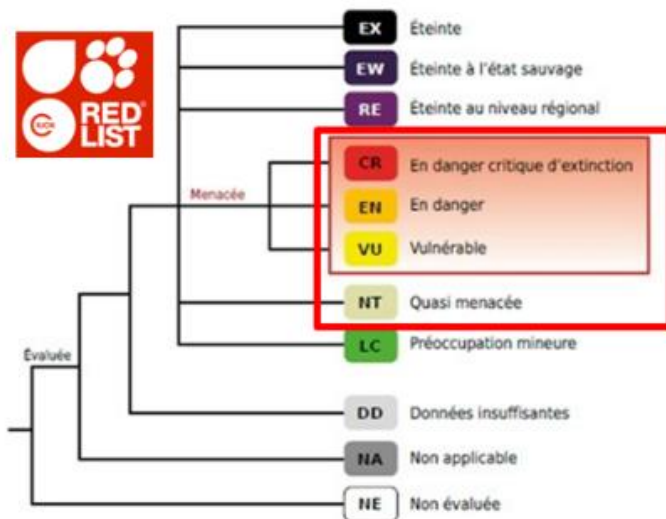 RED
LIST
IUCN
EX Éteinte
EW Éteinte à l'état sauvage
RE Éteinte au niveau régional
Menacée
CR En danger critique d'extinction
EN En danger
VU Vulnérable
NT Quasi menacée
LC Préoccupation mineure
Évaluée
DD Données insuffisantes
NA Non applicable
NE Non évaluée